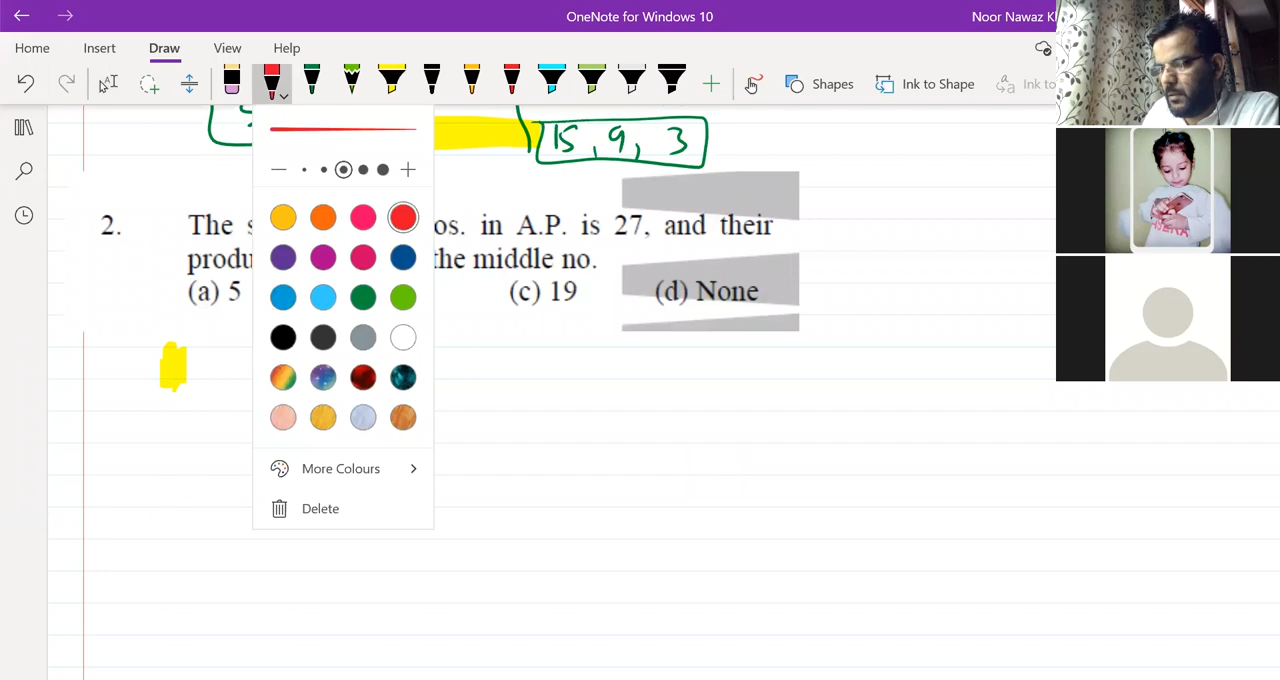 OneNote for Windows 10
Noor Nawaz
Home Insert Draw View Help
Shapes Ink to Shape Ink to
15, 9, 3
2. The os. in A.P. is 27, and their
the middle no.
(a) 5 (c) 19 (d) None
More Colours
Delete